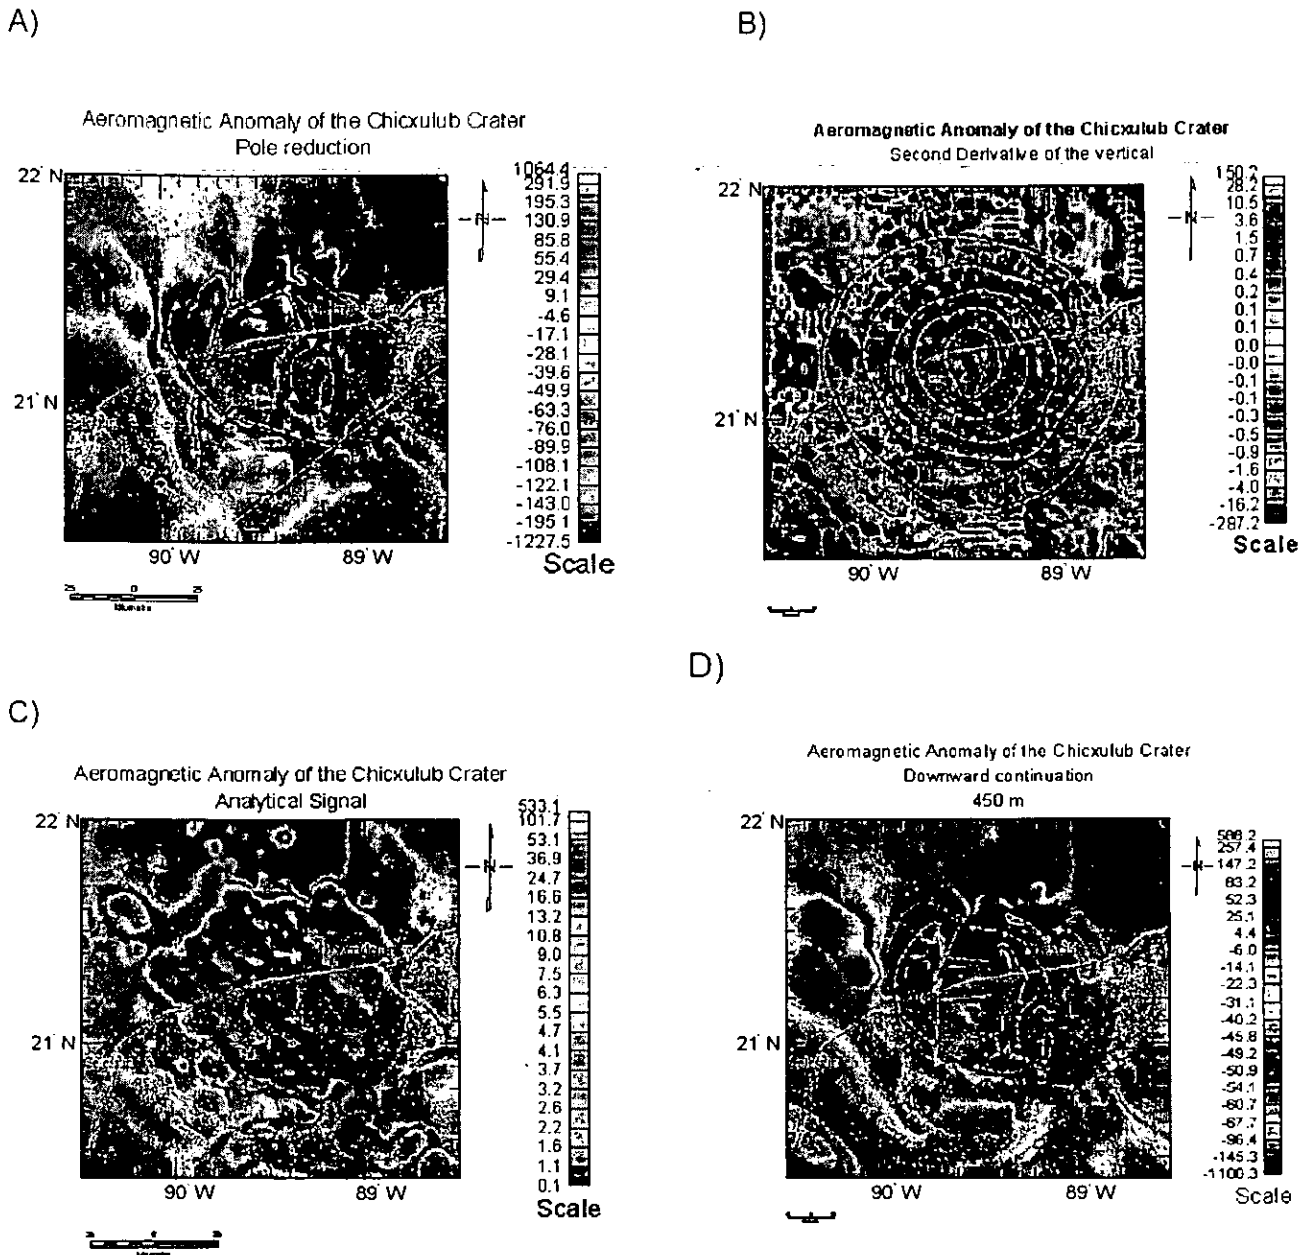 A)
Aeromagnetic Anomaly of the Chicxulub Crater
Pole reduction
22° N
21° N
90° W
89° W
N
1064.4
291.9
195.3
130.9
85.8
55.4
29.4
9.1
-4.6
-17.1
-28.1
-39.6
-49.9
-63.3
-76.0
-89.9
-108.1
-122.1
-143.0
-195.1
-1227.5
Scale
25 0 25
B)
Aeromagnetic Anomaly of the Chicxulub Crater
Second Derivative of the vertical
22° N
21° N
90° W
89° W
N
150.2
28.2
10.5
3.6
1.5
0.7
0.4
0.2
0.1
0.1
0.0
-0.0
-0.1
-0.1
-0.3
-0.5
-0.9
-1.6
-4.0
-16.2
-287.2
Scale
C)
Aeromagnetic Anomaly of the Chicxulub Crater
Analytical Signal
22° N
21° N
90° W
89° W
N
533.1
101.7
53.1
36.9
24.7
16.6
13.2
10.8
9.0
7.5
6.3
5.5
4.7
4.1
3.7
3.2
2.6
2.2
1.6
1.1
0.1
Scale
D)
Aeromagnetic Anomaly of the Chicxulub Crater
Downward continuation
450 m
22° N
21° N
90° W
89° W
N
257.4
147.2
83.2
52.3
25.1
4.4
-6.0
-14.1
-22.3
-31.1
-40.2
-45.8
-49.2
-50.9
-54.1
-60.7
-67.7
-96.4
-145.3
-1100.3
Scale